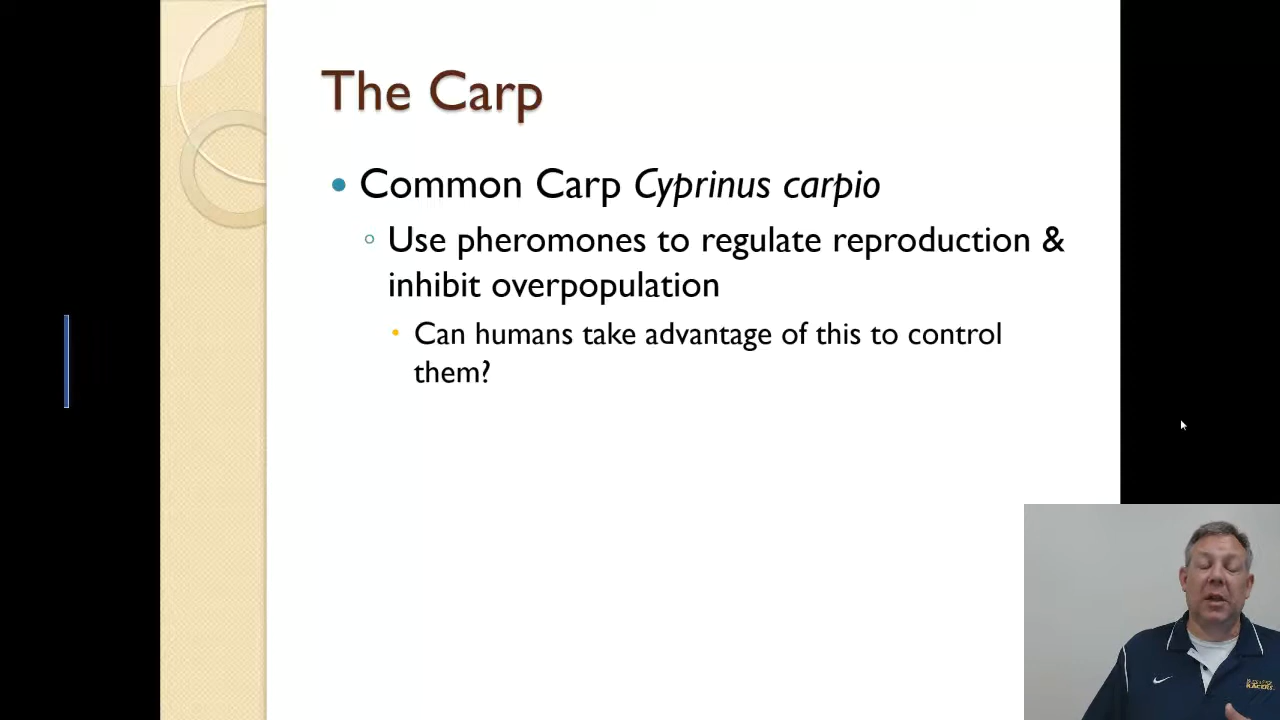 The Carp
• Common Carp Cyprinus carpio
◦ Use pheromones to regulate reproduction &
inhibit overpopulation
▪ Can humans take advantage of this to control
them?
RACERS